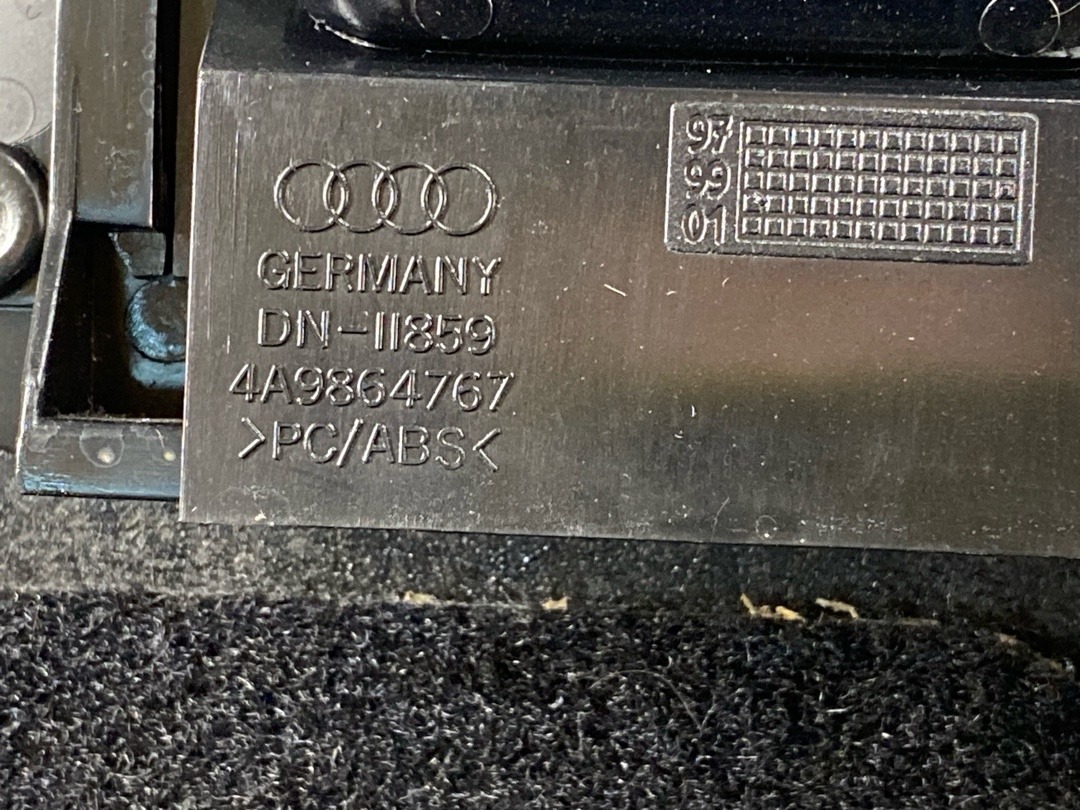 GERMANY
DN-11859
4A9864767
>PC/ABS<
97
99
01